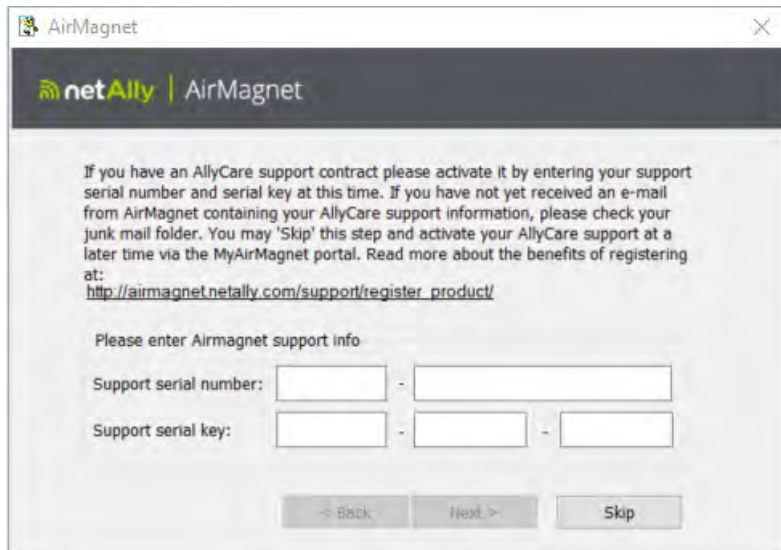 AirMagnet
netAlly | AirMagnet
If you have an AllyCare support contract please activate it by entering your support
serial number and serial key at this time. If you have not yet received an e-mail
from AirMagnet containing your AllyCare support information, please check your
junk mail folder. You may 'Skip' this step and activate your AllyCare support at a
later time via the MyAirMagnet portal. Read more about the benefits of registering
at:
http://airmagnet.netally.com/support/register_product/
Please enter Airmagnet support info
Support serial number: -
Support serial key: - -
< Back Next > Skip